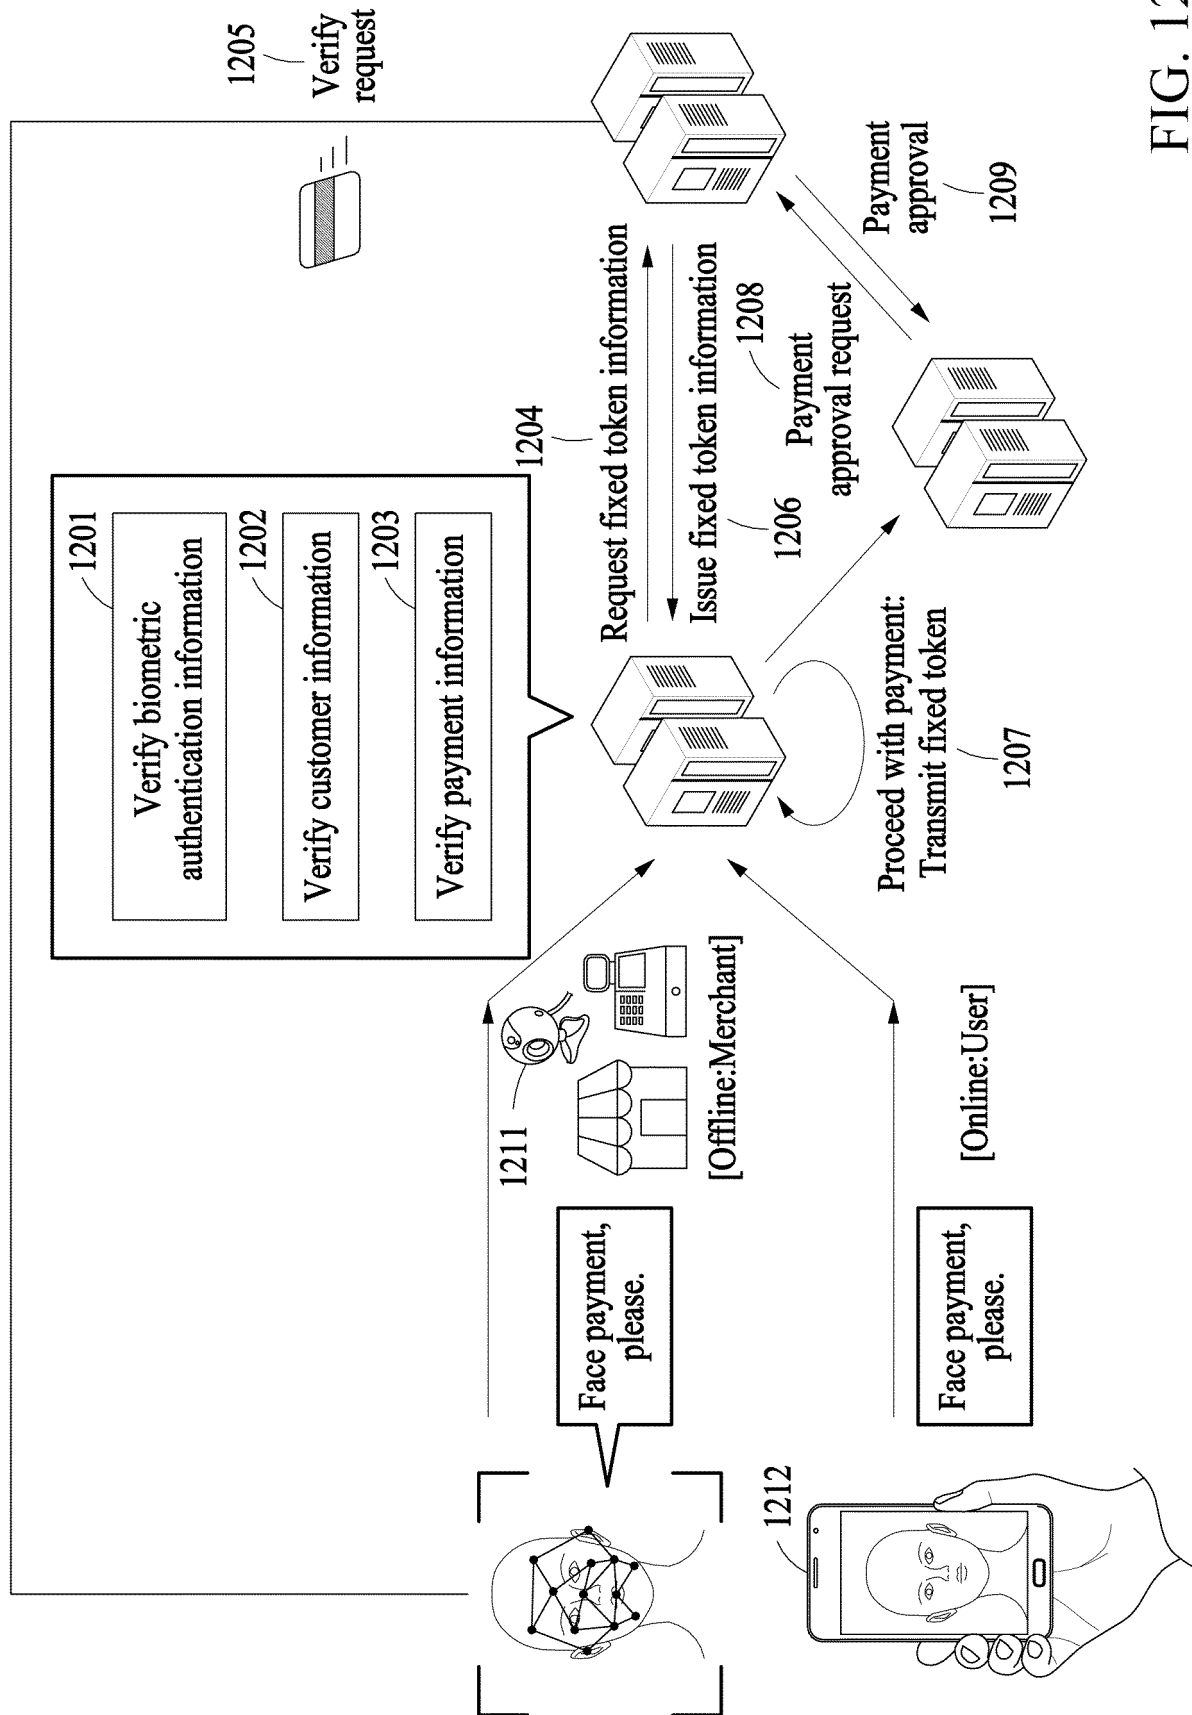 1205
Verify
request
1201
Verify biometric
authentication information
1202
Verify customer information
1203
Verify payment information
1204
Request fixed token information
Issue fixed token information
1206
1208
Payment
approval request
Payment
approval
1209
Proceed with payment:
Transmit fixed token
1207
1211
[Offline:Merchant]
Face payment,
please.
1212
Face payment,
please.
[Online:User]
FIG. 12